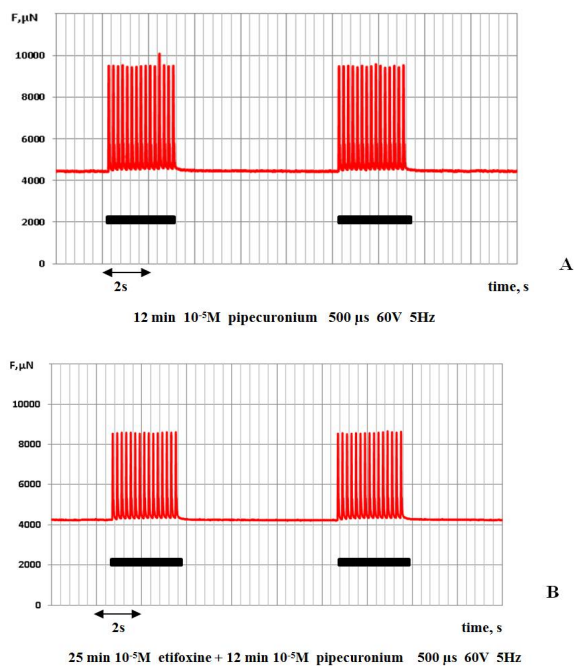 F,µN
12000
10000
8000
6000
4000
2000
0
A
2s
time, s
12 min 10⁻⁵M pipecuronium 500 µs 60V 5Hz
F,µN
12000
10000
8000
6000
4000
2000
0
B
2s
time, s
25 min 10⁻⁵M etifoxine + 12 min 10⁻⁵M pipecuronium 500 µs 60V 5Hz